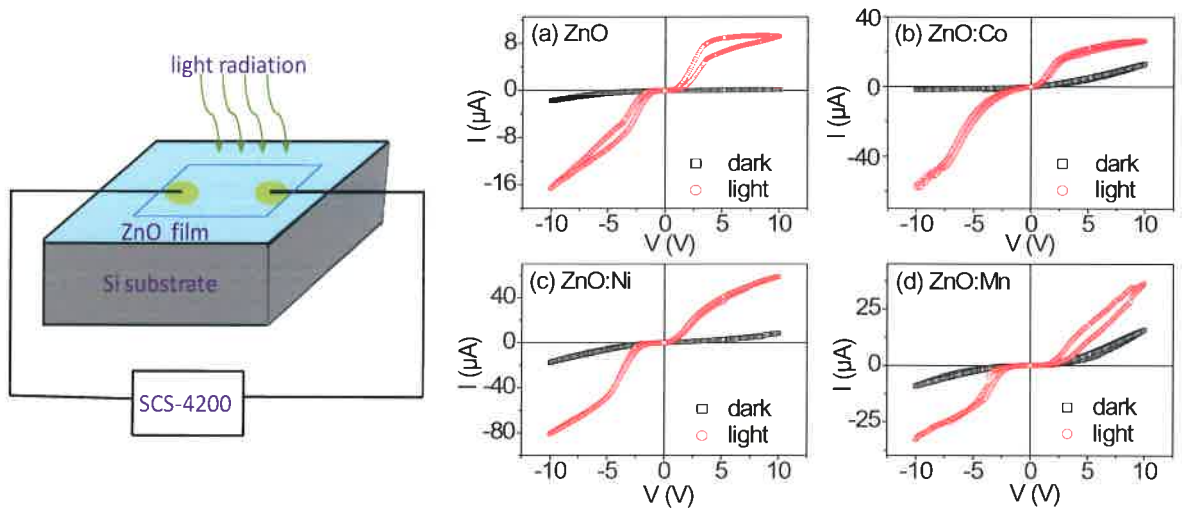 light radiation
ZnO film
Si substrate
SCS-4200
(a) ZnO
8
0
-8
-16
I (µA)
-10 -5 0 5 10
V (V)
dark
light
(b) ZnO:Co
40
0
-40
I (µA)
-10 -5 0 5 10
V (V)
dark
light
(c) ZnO:Ni
40
0
-40
-80
I (µA)
-10 -5 0 5 10
V (V)
dark
light
(d) ZnO:Mn
25
0
-25
I (µA)
-10 -5 0 5 10
V (V)
dark
light